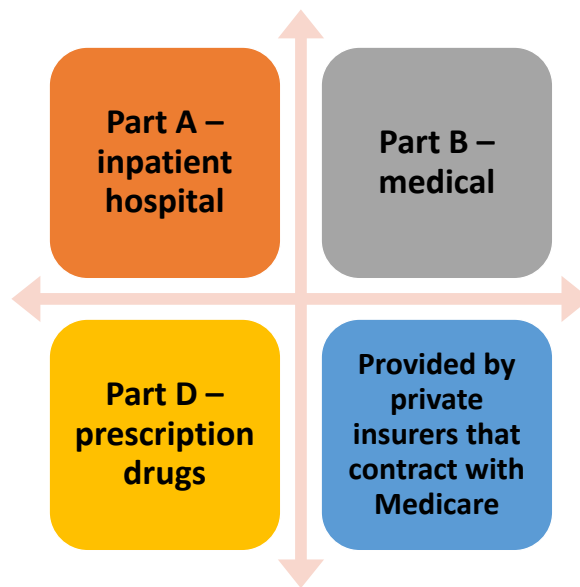 Part A –
inpatient
hospital
Part B –
medical
Part D –
prescription
drugs
Provided by
private
insurers that
contract with
Medicare